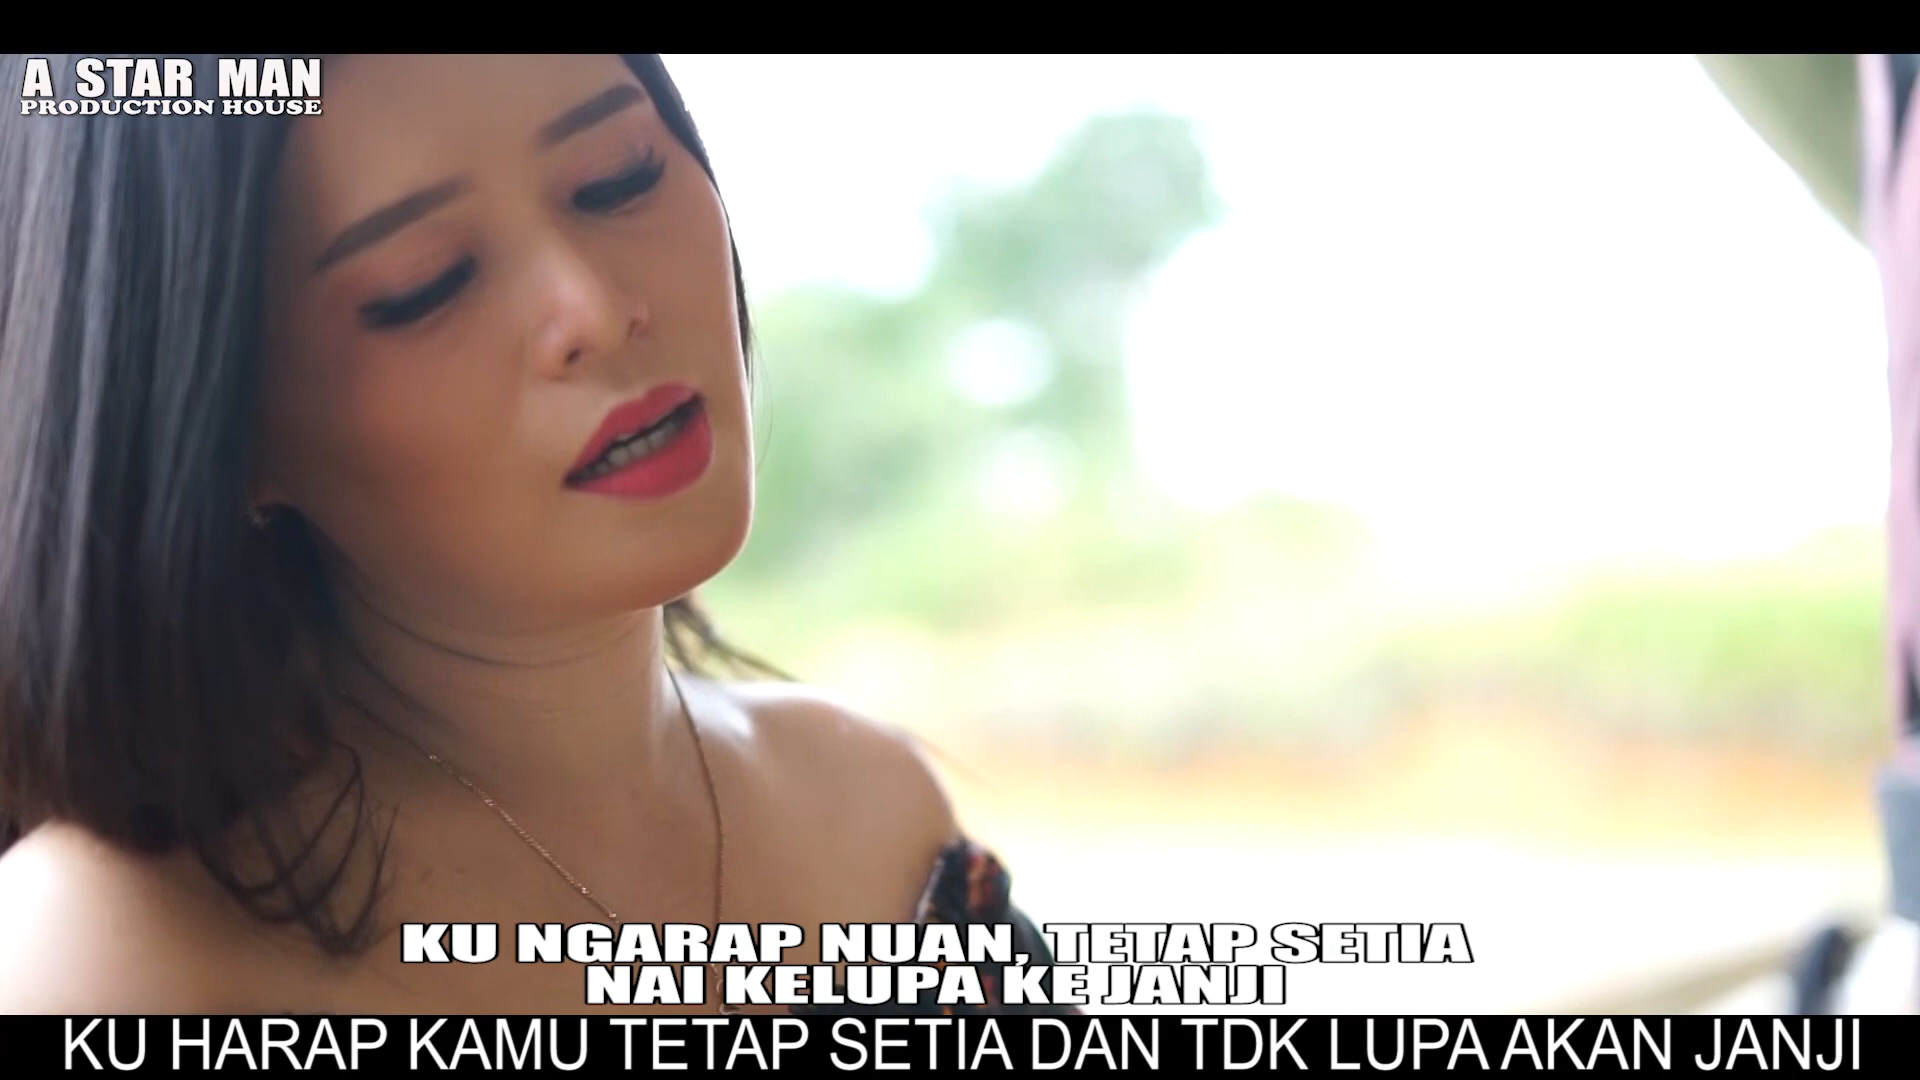 A STAR MAN
PRODUCTION HOUSE
KU NGARAP NUAN, TETAP SETIA
NAI KELUPA KE JANJI
KU HARAP KAMU TETAP SETIA DAN TDK LUPA AKAN JANJI